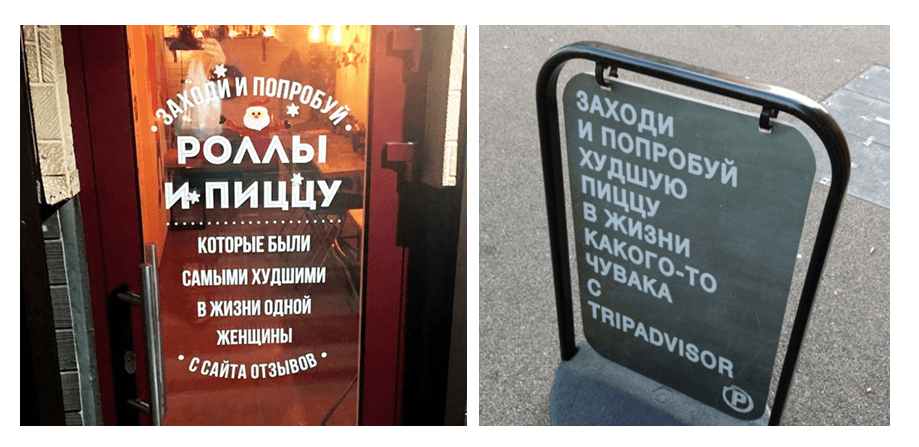 • ЗАХОДИ И ПОПРОБУЙ •
РОЛЛЫ
И ПИЦЦУ
КОТОРЫЕ БЫЛИ
САМЫМИ ХУДШИМИ
В ЖИЗНИ ОДНОЙ
ЖЕНЩИНЫ
• С САЙТА ОТЗЫВОВ •
ЗАХОДИ
И ПОПРОБУЙ
ХУДШУЮ
ПИЦЦУ
В ЖИЗНИ
КАКОГО-ТО
ЧУВАКА
С
TRIPADVISOR
P